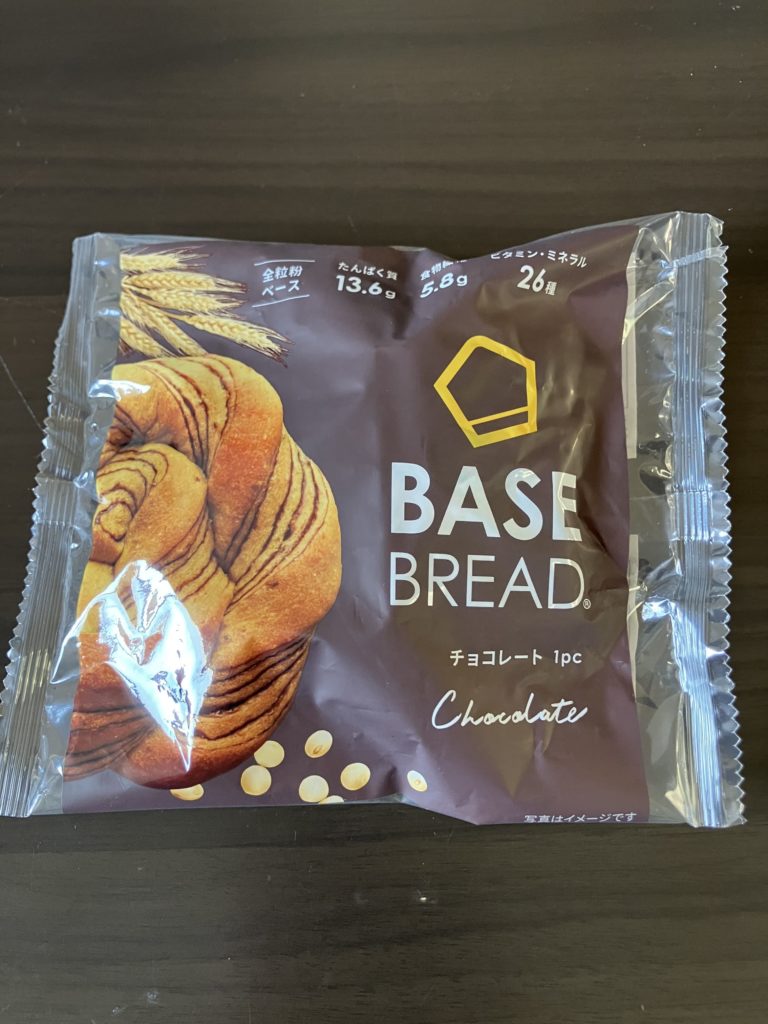 全粒粉
ベース
たんぱく質
13.6g
5.8g
ビタミン・ミネラル
26種
BASE
BREAD®
チョコレート 1pc
Chocolate
写真はイメージです